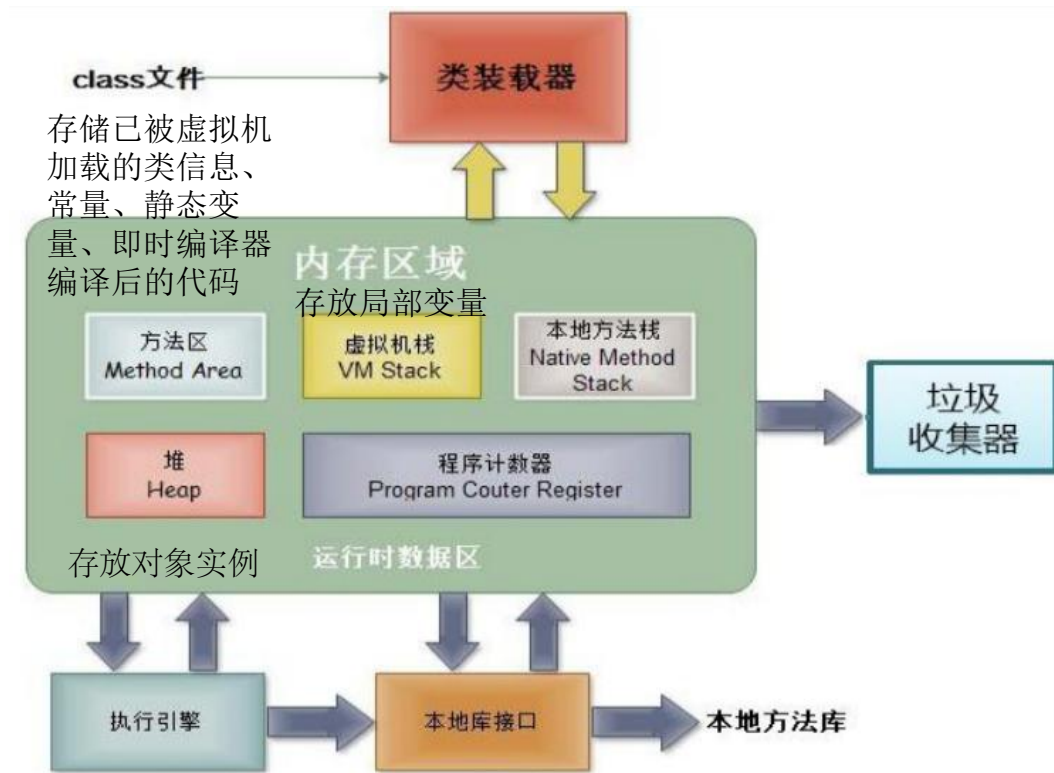 class文件
类装载器
存储已被虚拟机
加载的类信息、
常量、静态变
量、即时编译器
编译后的代码
内存区域
存放局部变量
方法区
Method Area
虚拟机栈
VM Stack
本地方法栈
Native Method
Stack
垃圾
收集器
堆
Heap
程序计数器
Program Couter Register
存放对象实例
运行时数据区
执行引擎
本地库接口
本地方法库